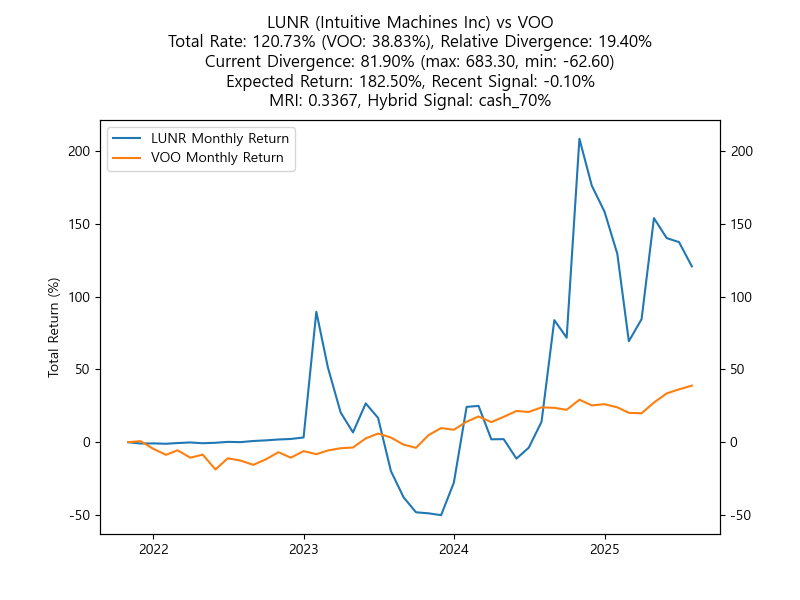 LUNR (Intuitive Machines Inc) vs VOO
Total Rate: 120.73% (VOO: 38.83%), Relative Divergence: 19.40%
Current Divergence: 81.90% (max: 683.30, min: -62.60)
Expected Return: 182.50%, Recent Signal: -0.10%
MRI: 0.3367, Hybrid Signal: cash_70%
LUNR Monthly Return
VOO Monthly Return
200 200
150 150
100 100
50 50
0 0
-50 -50
Total Return (%)
2022 2023 2024 2025